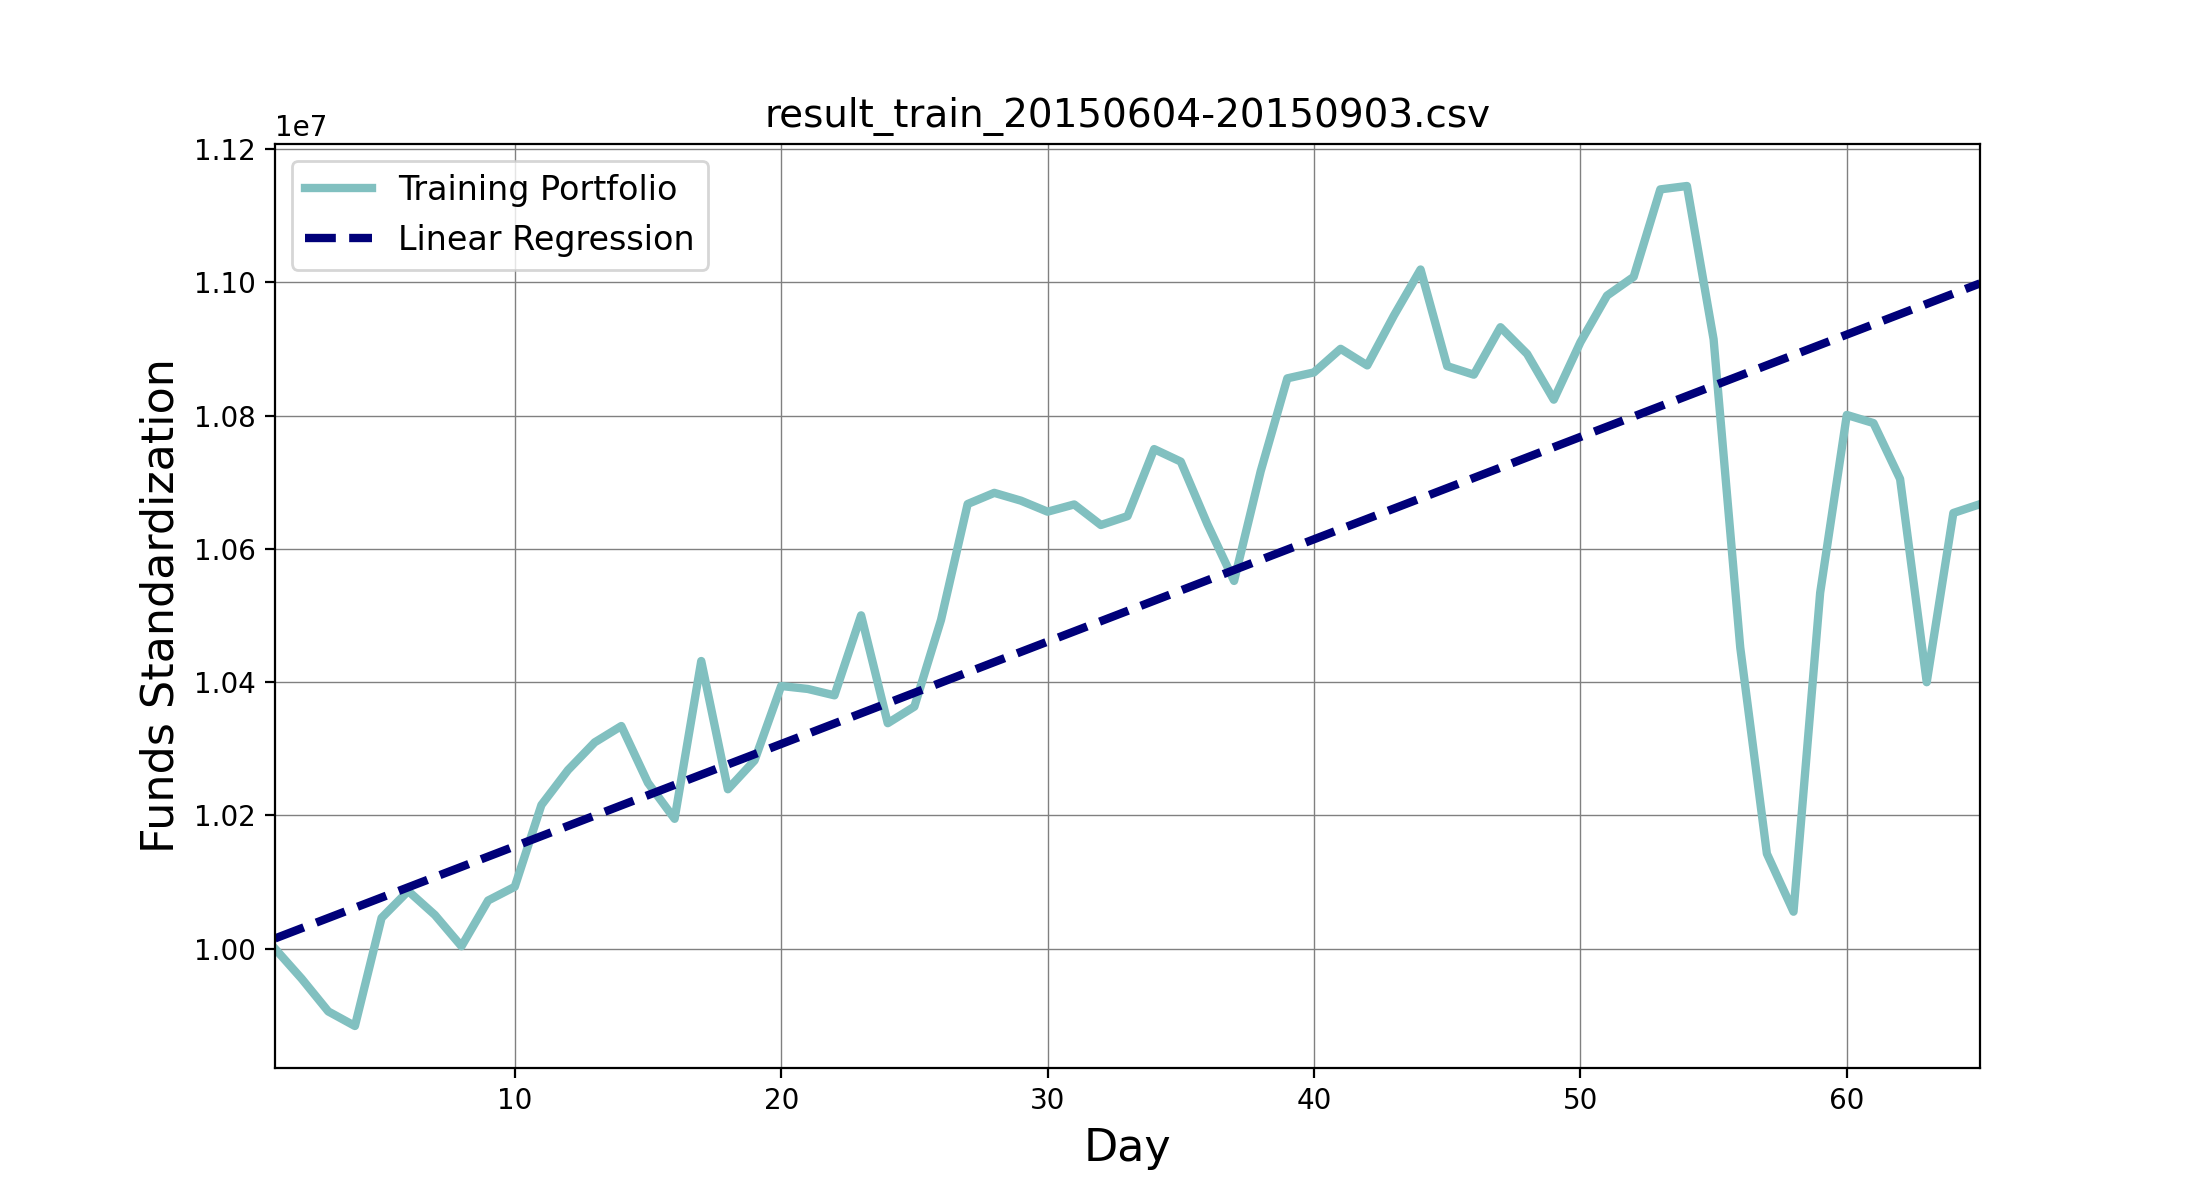 result_train_20150604-20150903.csv
1e7
1.12
1.10
1.08
1.06
1.04
1.02
1.00
Funds Standardization
Training Portfolio
Linear Regression
10 20 30 40 50 60
Day